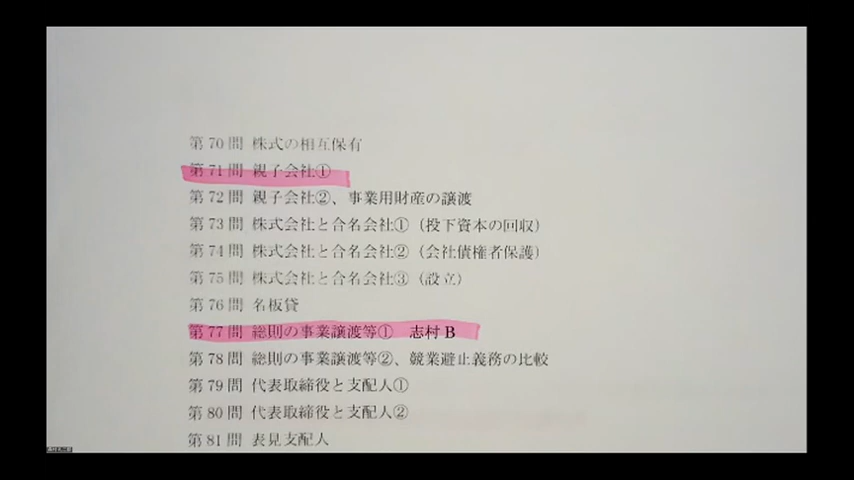 第70問 株式の相互保有
第71問 親子会社①
第72問 親子会社②、事業用財産の譲渡
第73問 株式会社と合名会社①（投下資本の回収）
第74問 株式会社と合名会社②（会社債権者保護）
第75問 株式会社と合名会社③（設立）
第76問 名板貸
第77問 総則の事業譲渡等① 志村B
第78問 総則の事業譲渡等②、競業避止義務の比較
第79問 代表取締役と支配人①
第80問 代表取締役と支配人②
第81問 表見支配人